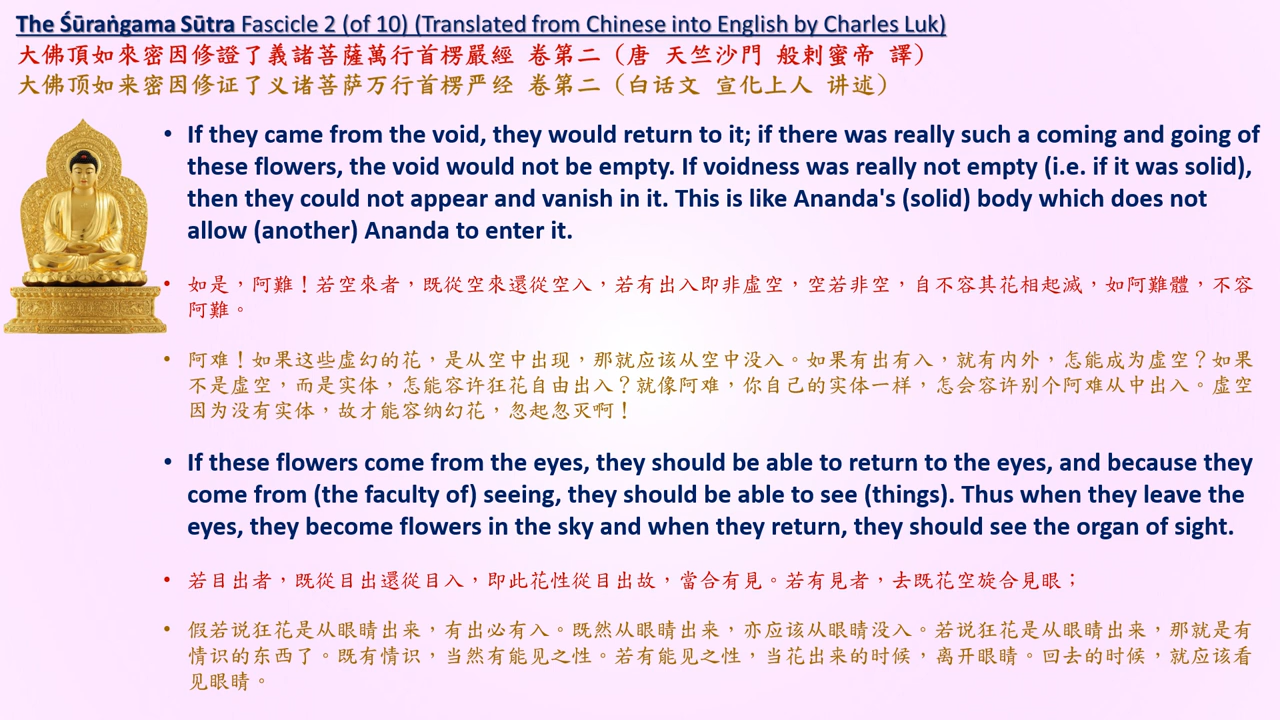 The Śūraṅgama Sūtra Fascicle 2 (of 10) (Translated from Chinese into English by Charles Luk)
大佛頂如來密因修證了義諸菩薩萬行首楞嚴經 卷第二（唐 天竺沙門 般剌蜜帝 譯）
大佛顶如来密因修证了义诸菩萨万行首楞严经 卷第二（白话文 宣化上人 讲述）
• If they came from the void, they would return to it; if there was really such a coming and going of
these flowers, the void would not be empty. If voidness was really not empty (i.e. if it was solid),
then they could not appear and vanish in it. This is like Ananda's (solid) body which does not
allow (another) Ananda to enter it.
• 如是，阿難！若空來者，既從空來還從空入，若有出入即非虛空，空若非空，自不容其花相起滅，如阿難體，不容
阿難。
• 阿难！如果这些虚幻的花，是从空中出现，那就应该从空中没入。如果有出有入，就有内外，怎能成为虚空？如果
不是虚空，而是实体，怎能容许狂花自由出入？就像阿难，你自己的实体一样，怎会容许别个阿难从中出入。虚空
因为没有实体，故才能容纳幻花，忽起忽灭啊！
• If these flowers come from the eyes, they should be able to return to the eyes, and because they
come from (the faculty of) seeing, they should be able to see (things). Thus when they leave the
eyes, they become flowers in the sky and when they return, they should see the organ of sight.
• 若目出者，既從目出還從目入，即此花性從目出故，當合有見。若有見者，去既花空旋合見眼；
• 假若说狂花是从眼睛出来，有出必有入。既然从眼睛出来，亦应该从眼睛没入。若说狂花是从眼睛出来，那就是有
情识的东西了。既有情识，当然有能见之性。若有能见之性，当花出来的时候，离开眼睛。回去的时候，就应该看
见眼睛。